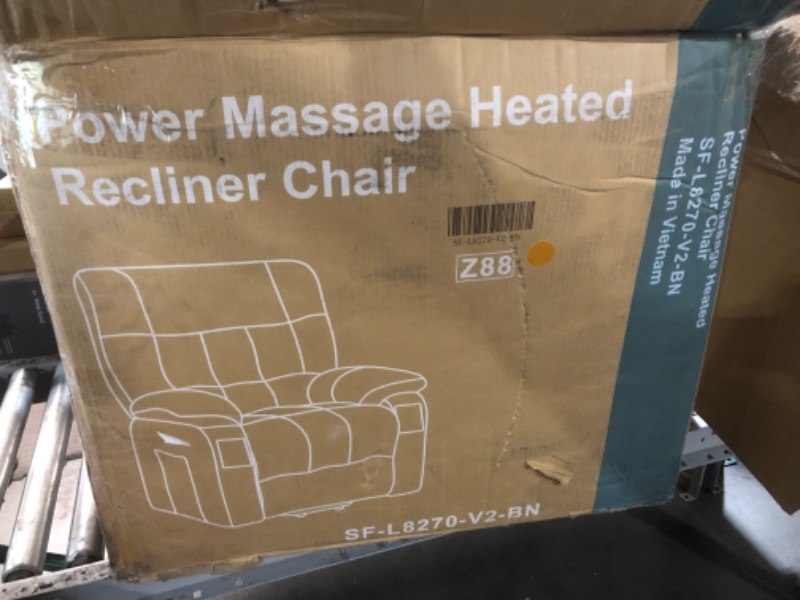 Power Massage Heated
Recliner Chair
SF-L8270-V2-BN
Z88
SF-L8270-V2-BN
Power Massage Heated
Recliner Chair
SF-L8270-V2-BN
Made in Vietnam